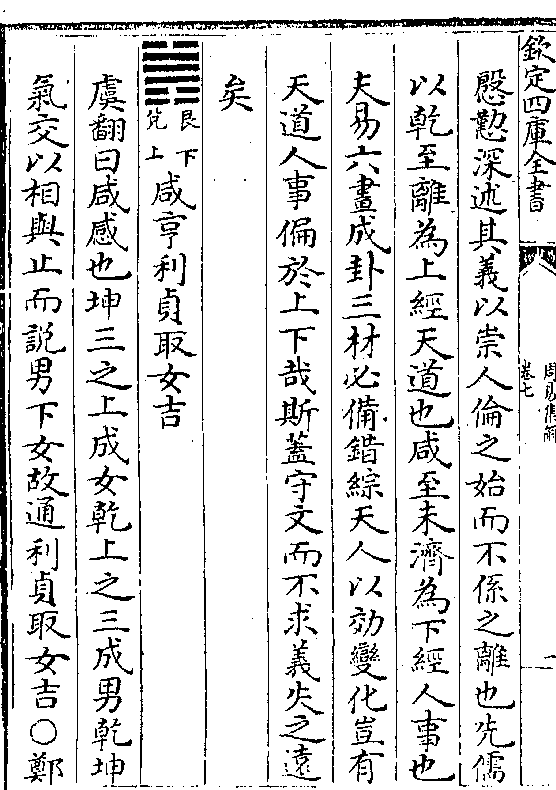 欽定四庫全書
周易集解
卷七
一
慇懃深述其義以崇人倫之始而不係之離也先儒
以乾至離為上經天道也咸至未濟為下經人事也
夫易六畫成卦三材必備錯綜天人以効變化豈有
天道人事偏於上下哉斯蓋守文而不求義失之遠
矣
艮下
兌上
咸亨利貞取女吉
虞翻曰咸感也坤三之上成女乾上之三成男乾坤
氣交以相與止而說男下女故通利貞取女吉○鄭